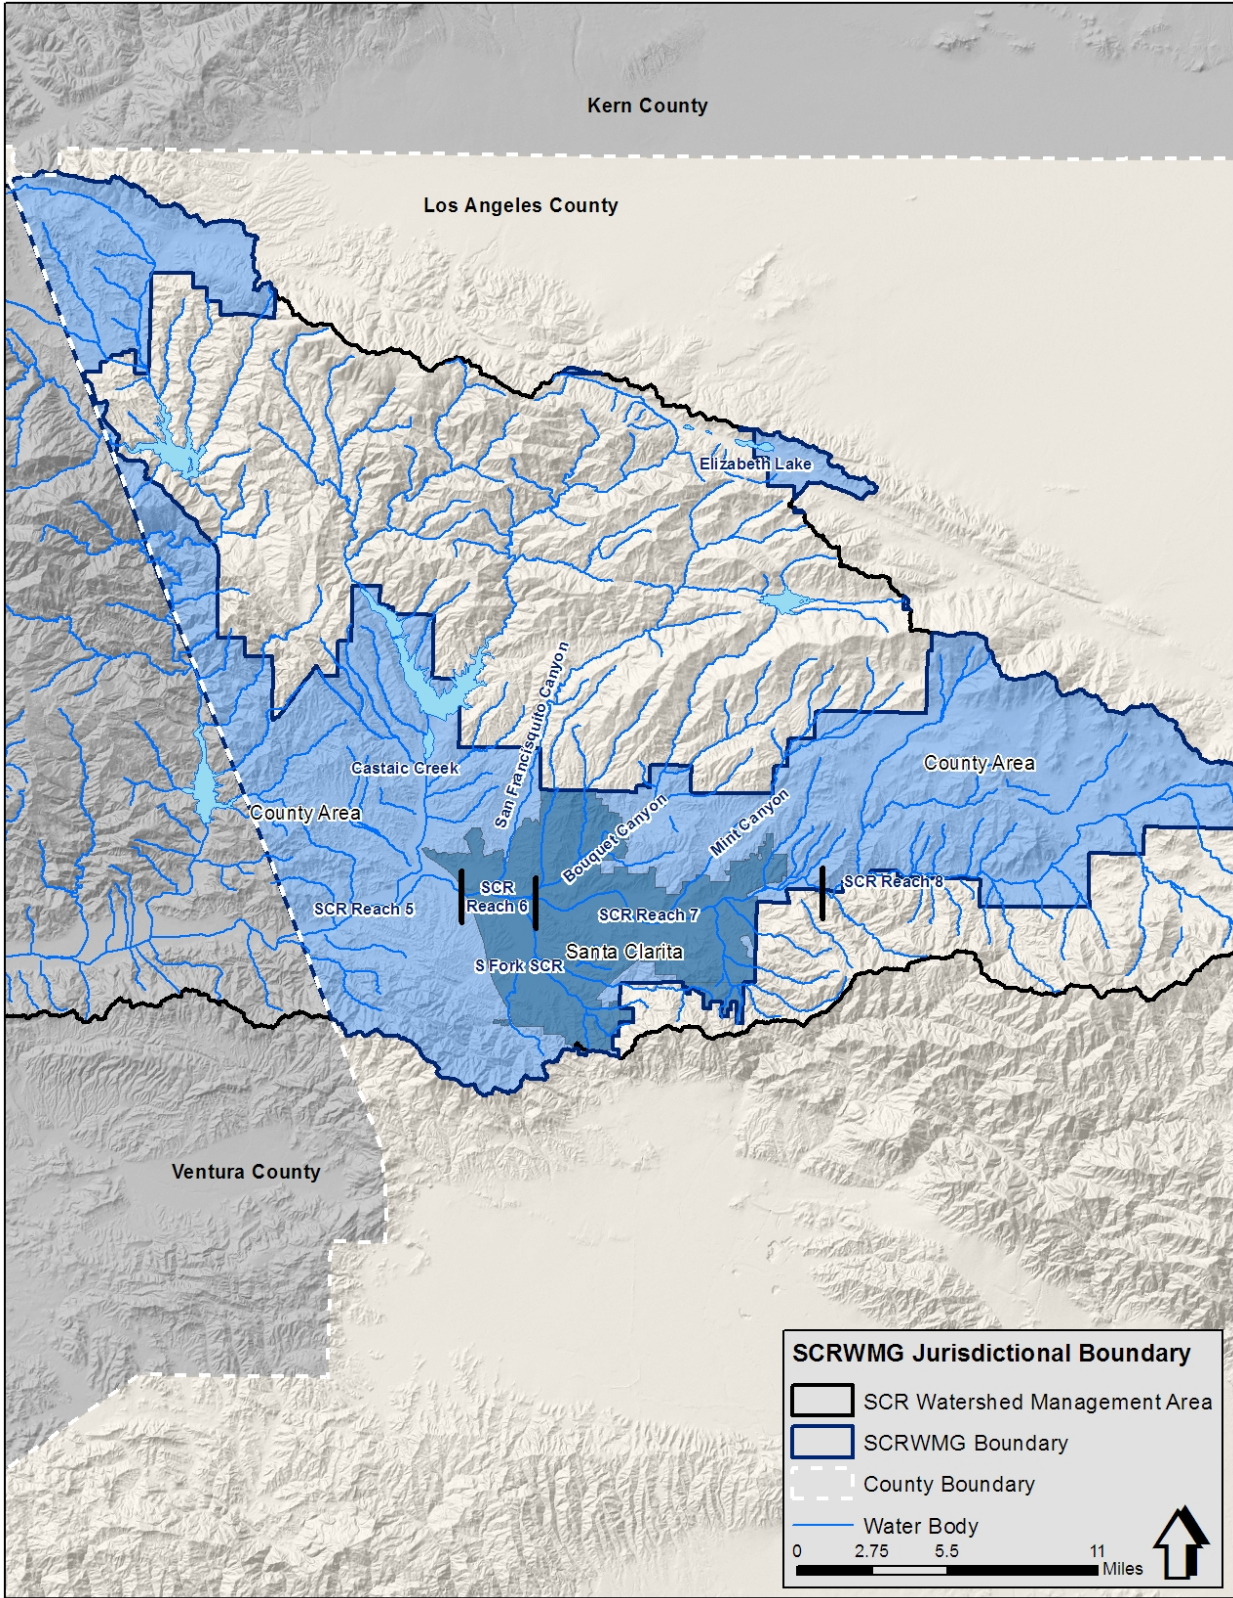 Kern County
Los Angeles County
Elizabeth Lake
San Francisquito Canyon
Castaic Creek
County Area
County Area
Bouquet Canyon
Mint Canyon
SCR
Reach 6
SCR Reach 8
SCR Reach 5
SCR Reach 7
Santa Clarita
S Fork SCR
Ventura County
SCRWMG Jurisdictional Boundary
SCR Watershed Management Area
SCRWMG Boundary
County Boundary
Water Body
0 2.75 5.5 11
Miles